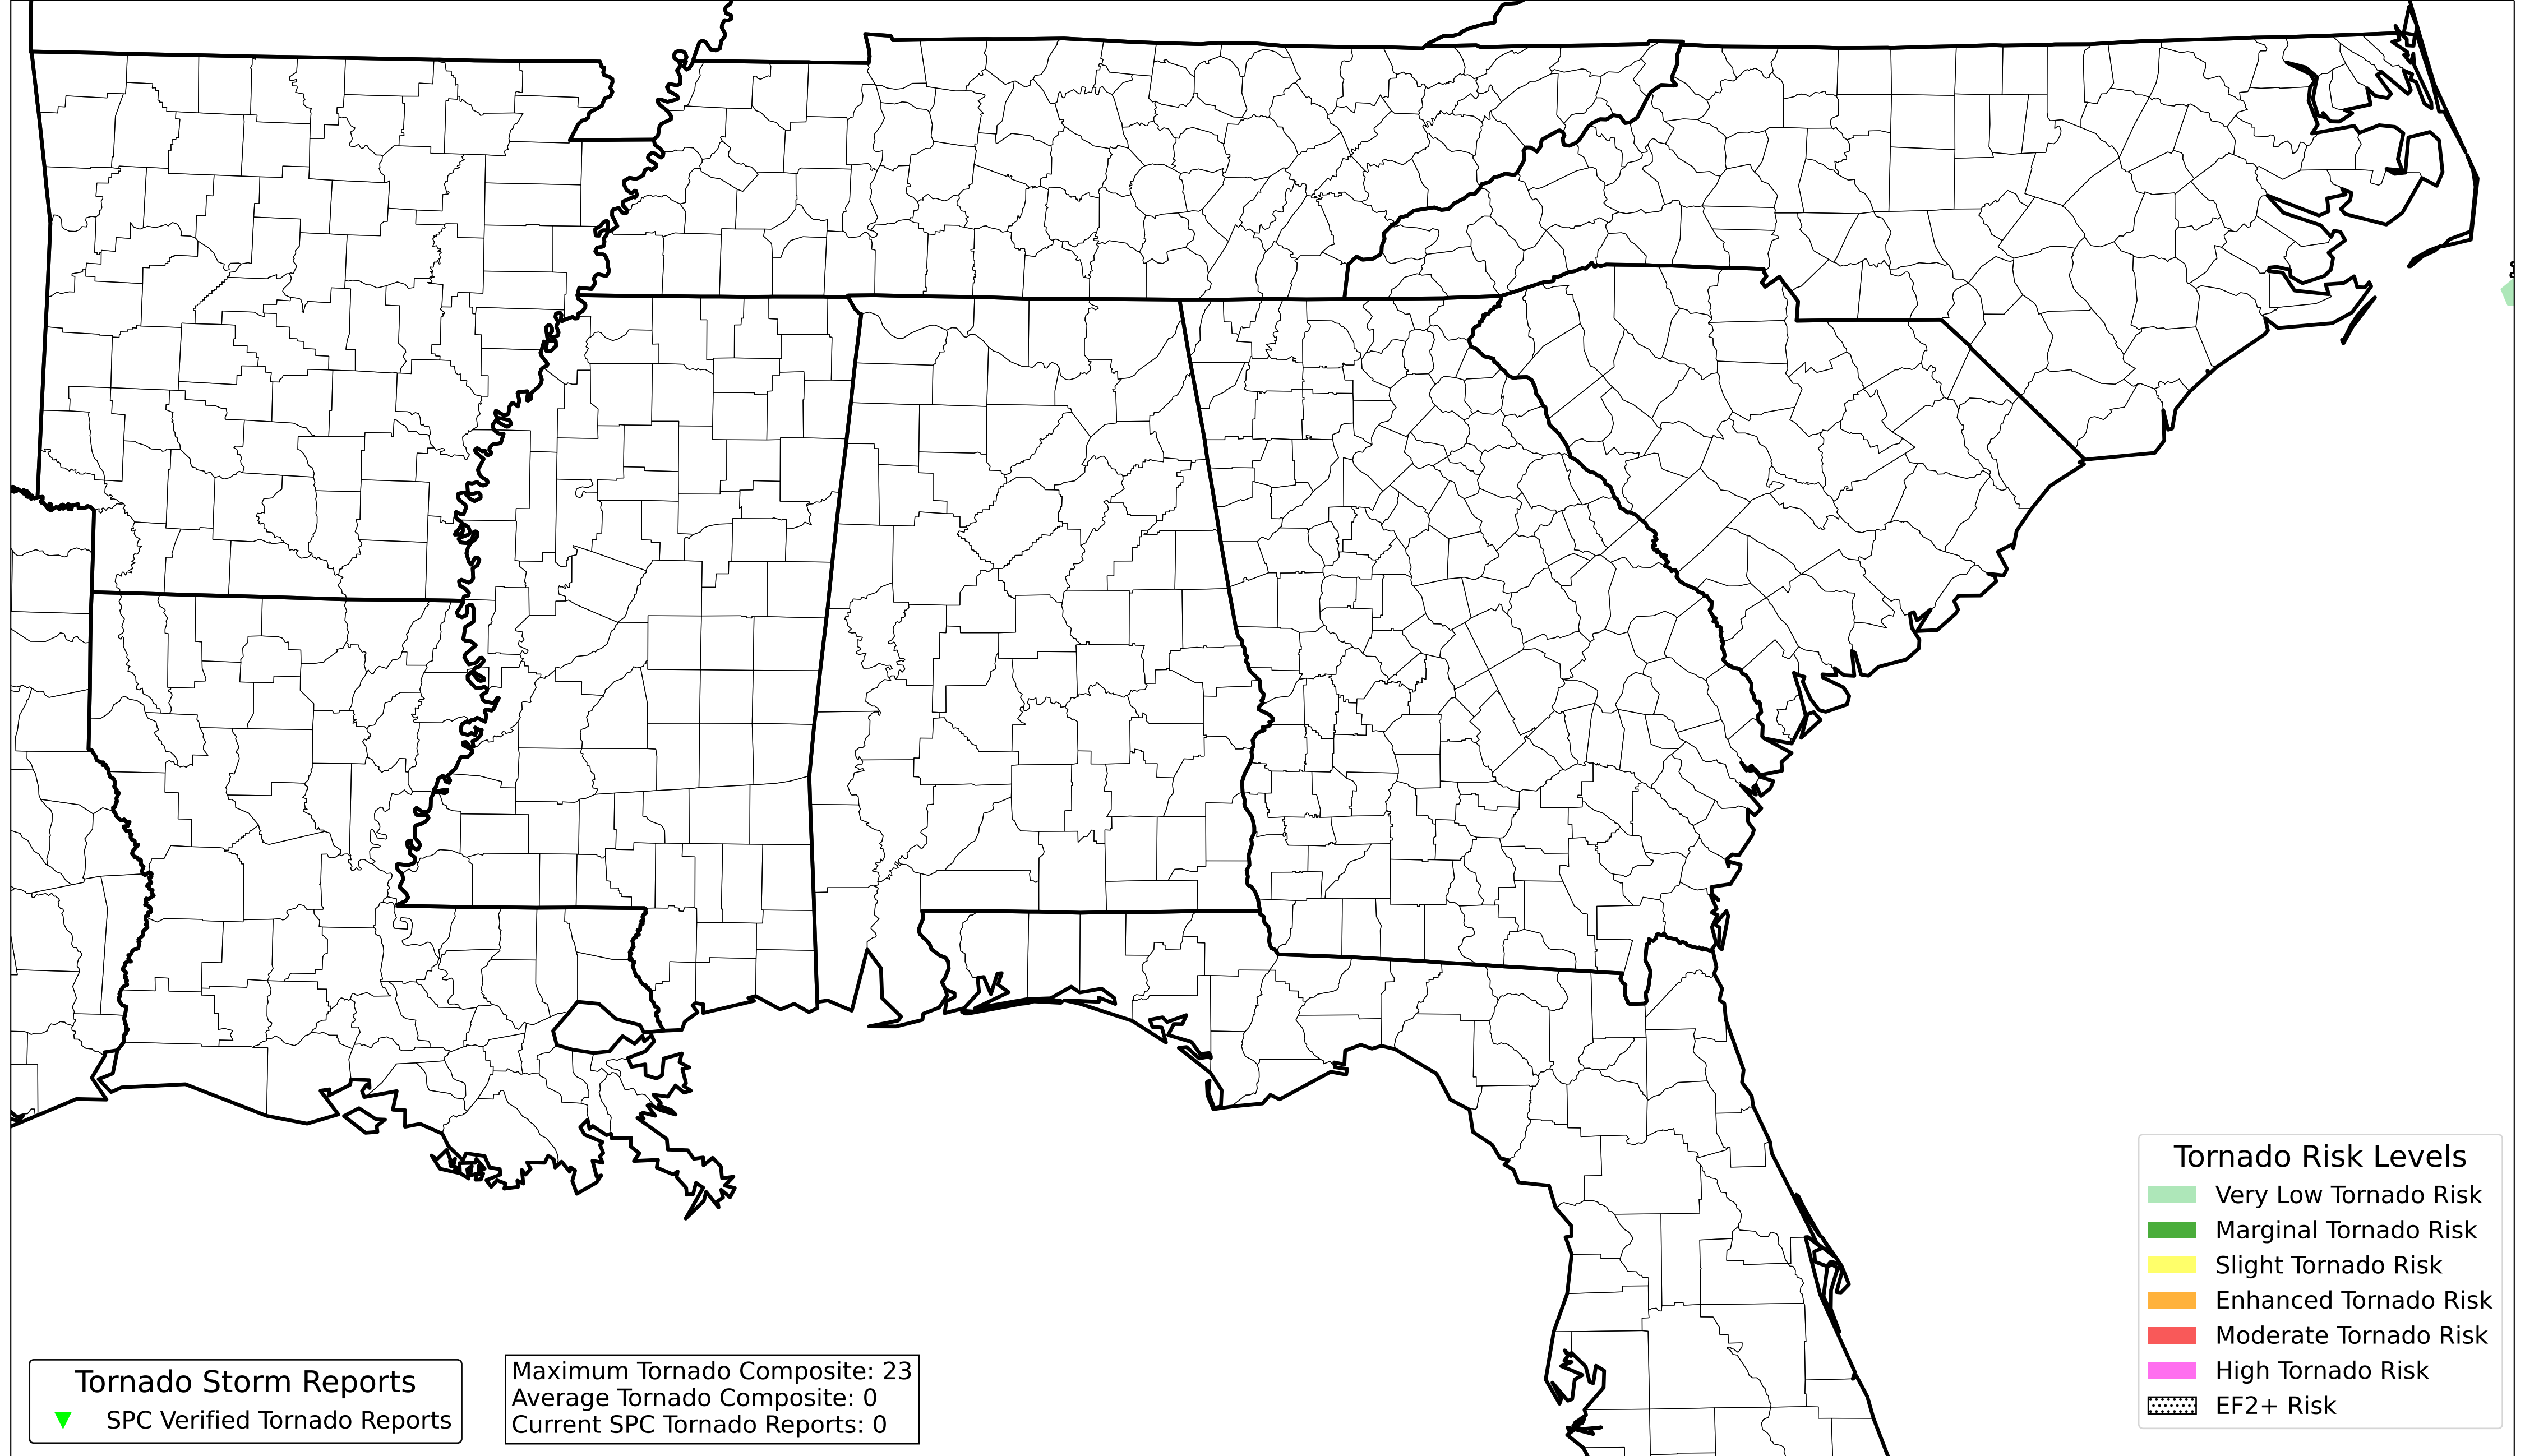 Tornado Risk Levels
Very Low Tornado Risk
Marginal Tornado Risk
Slight Tornado Risk
Enhanced Tornado Risk
Moderate Tornado Risk
High Tornado Risk
EF2+ Risk
Tornado Storm Reports
SPC Verified Tornado Reports
Maximum Tornado Composite: 23
Average Tornado Composite: 0
Current SPC Tornado Reports: 0